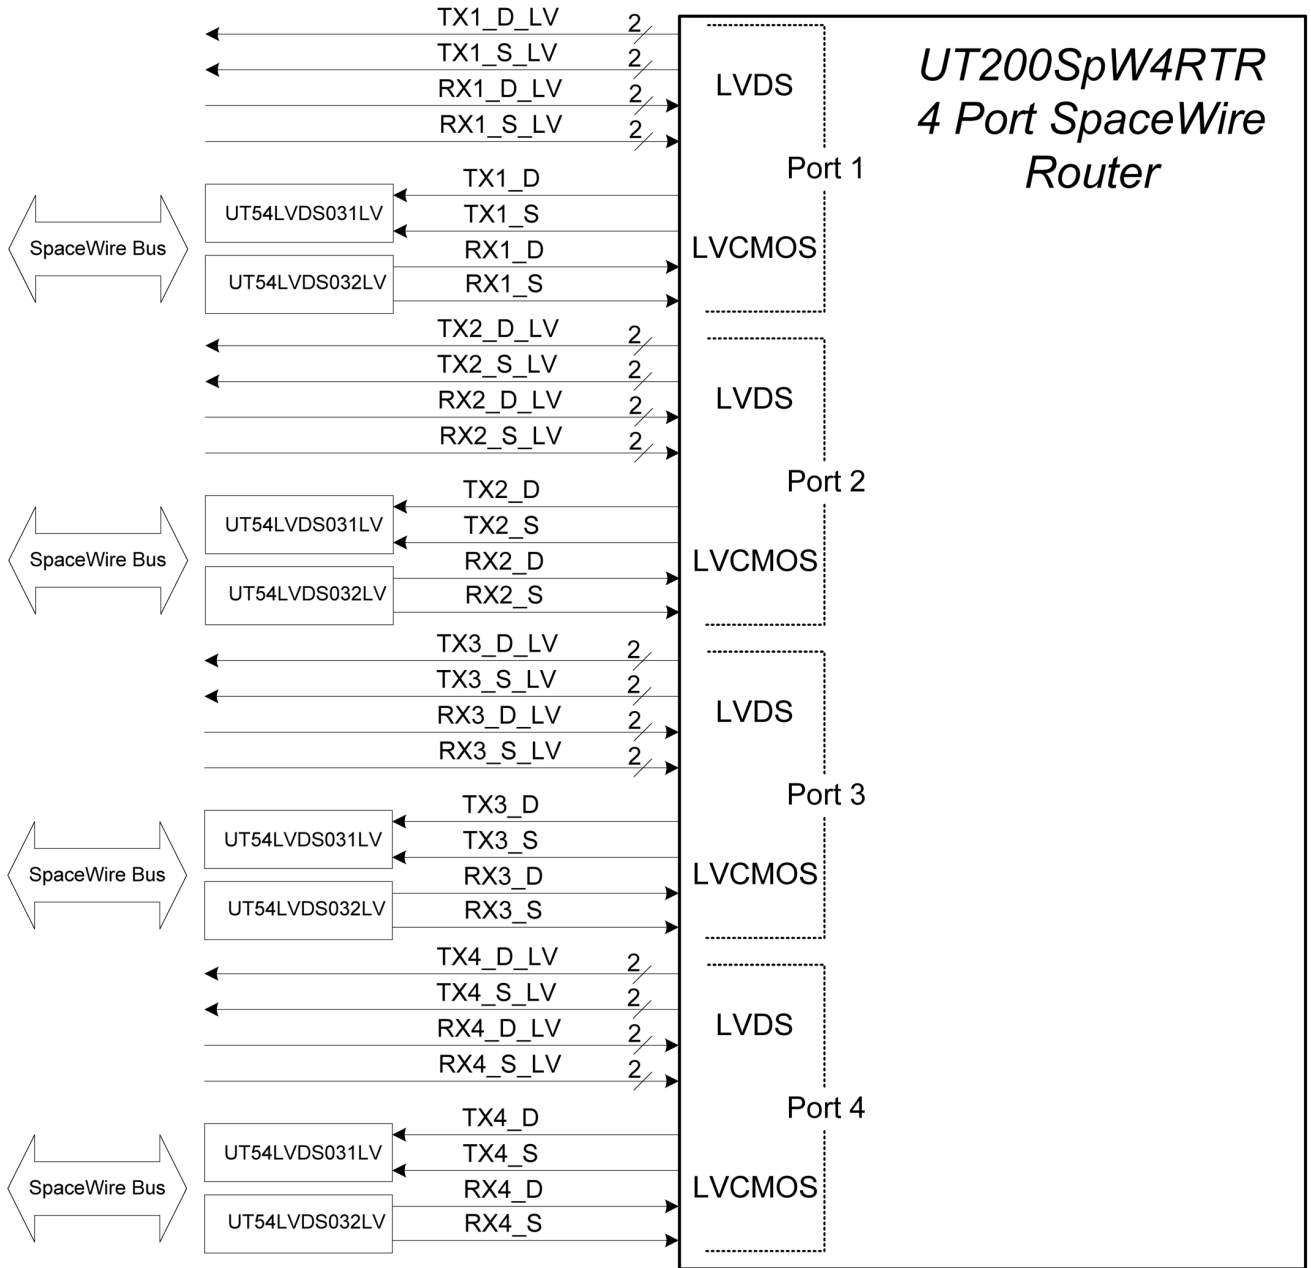 UT200SpW4RTR
4 Port SpaceWire
Router
TX1_D_LV 2
TX1_S_LV 2
RX1_D_LV 2
RX1_S_LV 2
LVDS
Port 1
TX1_D
UT54LVDS031LV
TX1_S
SpaceWire Bus
RX1_D
LVCMOS
UT54LVDS032LV
RX1_S
TX2_D_LV 2
TX2_S_LV 2
RX2_D_LV 2
RX2_S_LV 2
LVDS
Port 2
TX2_D
UT54LVDS031LV
TX2_S
SpaceWire Bus
RX2_D
LVCMOS
UT54LVDS032LV
RX2_S
TX3_D_LV 2
TX3_S_LV 2
RX3_D_LV 2
RX3_S_LV 2
LVDS
Port 3
TX3_D
UT54LVDS031LV
TX3_S
SpaceWire Bus
RX3_D
LVCMOS
UT54LVDS032LV
RX3_S
TX4_D_LV 2
TX4_S_LV 2
RX4_D_LV 2
RX4_S_LV 2
LVDS
Port 4
TX4_D
UT54LVDS031LV
TX4_S
SpaceWire Bus
RX4_D
LVCMOS
UT54LVDS032LV
RX4_S